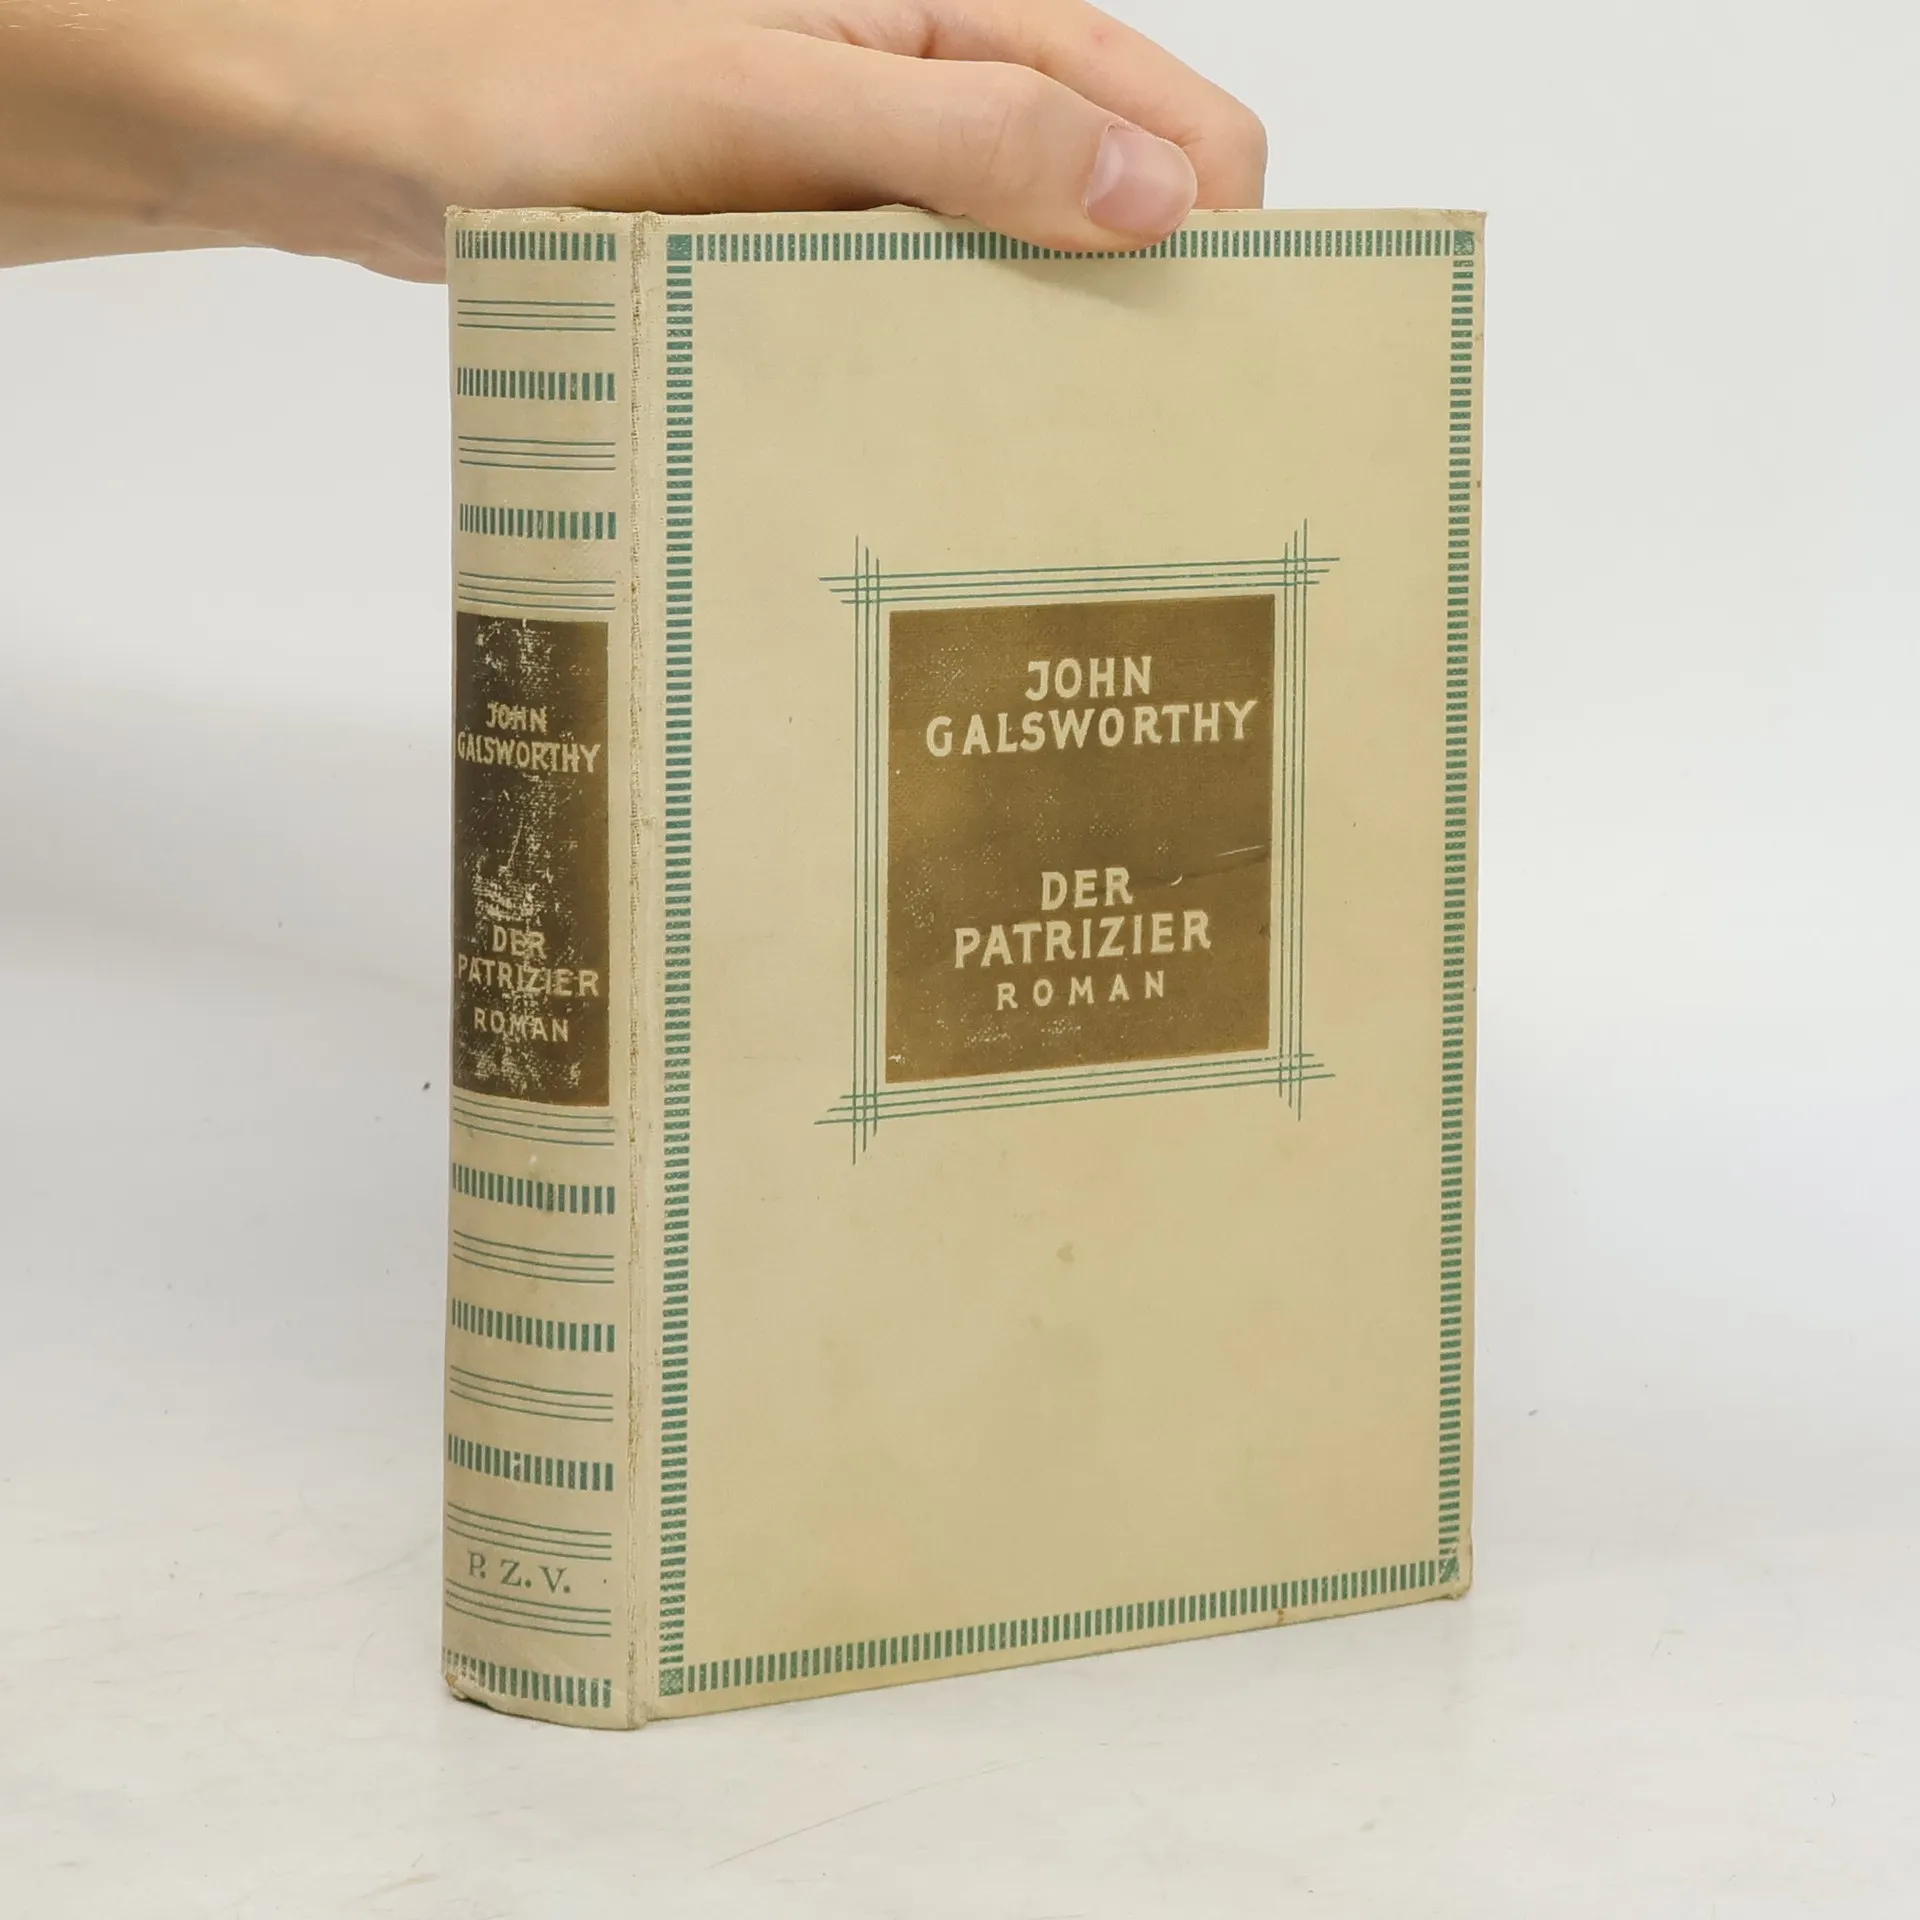 JOHN
GALSWORTHY
DER
PATRIZIER
ROMAN
P. Z. V.
JOHN
GALSWORTHY
DER
PATRIZIER
ROMAN